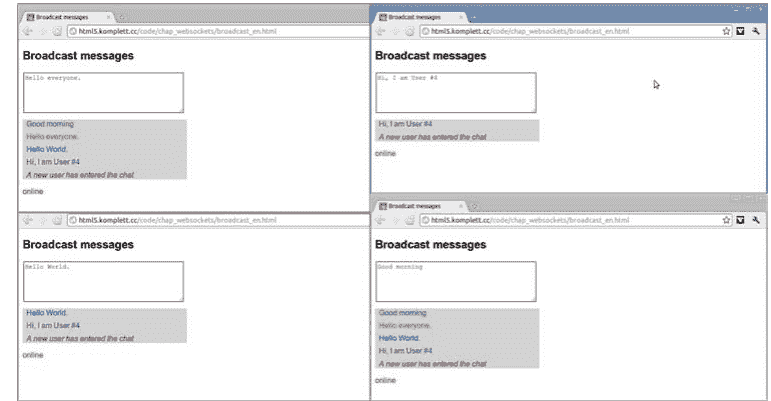 Broadcast messages
html5.komplett.cc/code/chap_websockets/broadcast_en.html
Broadcast messages
Hello everyone.
Good morning
Hello everyone.
Hello World.
Hi, I am User #4
A new user has entered the chat
online
Broadcast messages
html5.komplett.cc/code/chap_websockets/broadcast_en.html
Broadcast messages
Hi, I am User #4
Hi, I am User #4
A new user has entered the chat
online
html5.komplett.cc/code/chap_websockets/broadcast_en.html
Broadcast messages
Hello World.
Hello World.
Hi, I am User #4
A new user has entered the chat
online
Broadcast messages
html5.komplett.cc/code/chap_websockets/broadcast_en.html
Broadcast messages
Good morning
Good morning
Hello everyone.
Hello World.
Hi, I am User #4
A new user has entered the chat
online